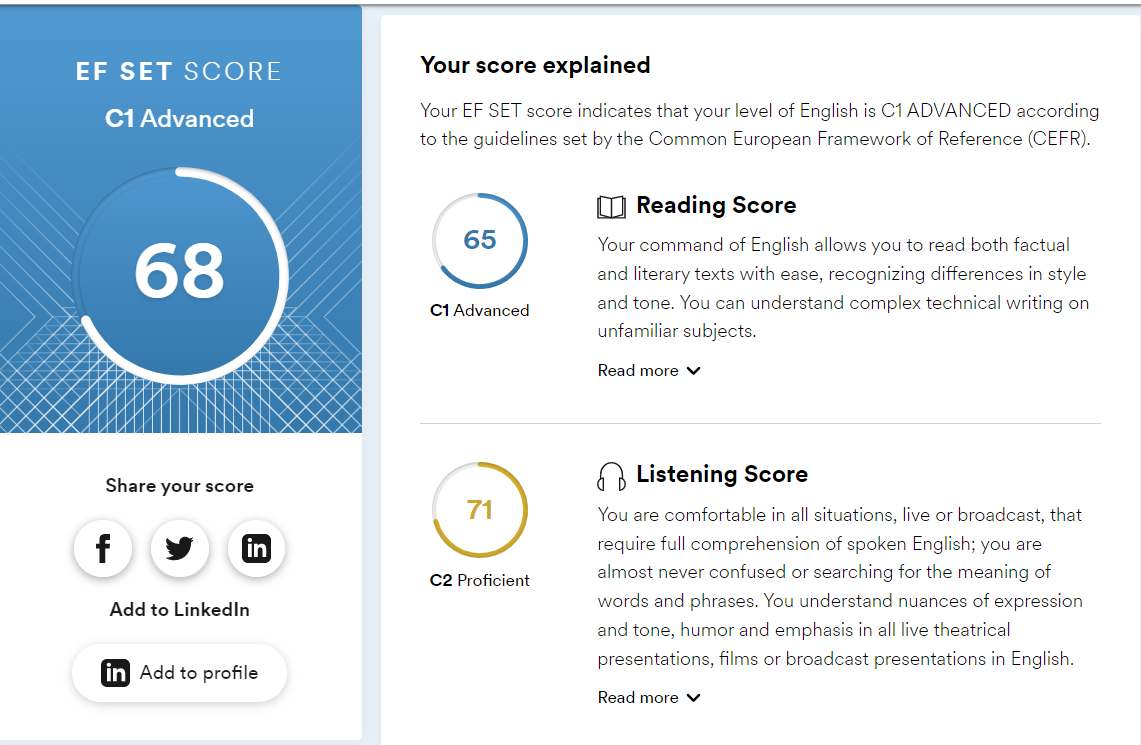 EF SET SCORE
C1 Advanced
68
Share your score
Add to LinkedIn
in Add to profile
Your score explained
Your EF SET score indicates that your level of English is C1 ADVANCED according
to the guidelines set by the Common European Framework of Reference (CEFR).
65
C1 Advanced
Reading Score
Your command of English allows you to read both factual
and literary texts with ease, recognizing differences in style
and tone. You can understand complex technical writing on
unfamiliar subjects.
Read more
71
C2 Proficient
Listening Score
You are comfortable in all situations, live or broadcast, that
require full comprehension of spoken English; you are
almost never confused or searching for the meaning of
words and phrases. You understand nuances of expression
and tone, humor and emphasis in all live theatrical
presentations, films or broadcast presentations in English.
Read more